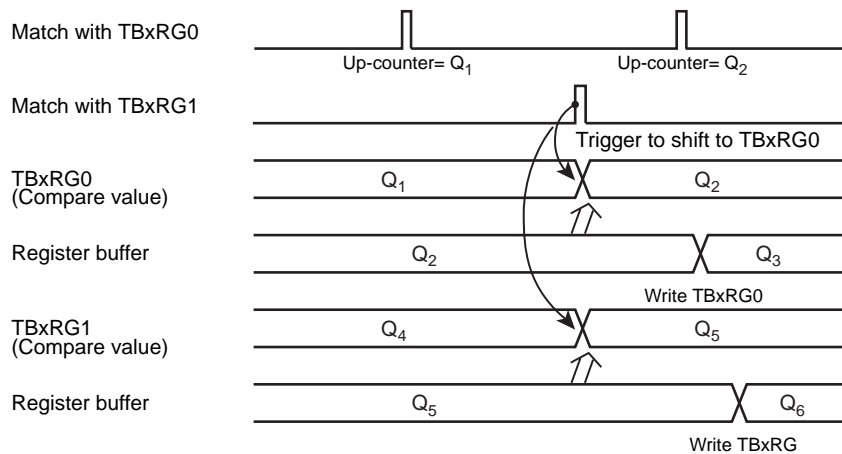 Match with TBxRG0
Up-counter= Q1
Up-counter= Q2
Match with TBxRG1
Trigger to shift to TBxRG0
TBxRG0
(Compare value)
Q1
Q2
Register buffer
Q2
Q3
Write TBxRG0
TBxRG1
(Compare value)
Q4
Q5
Register buffer
Q5
Q6
Write TBxRG